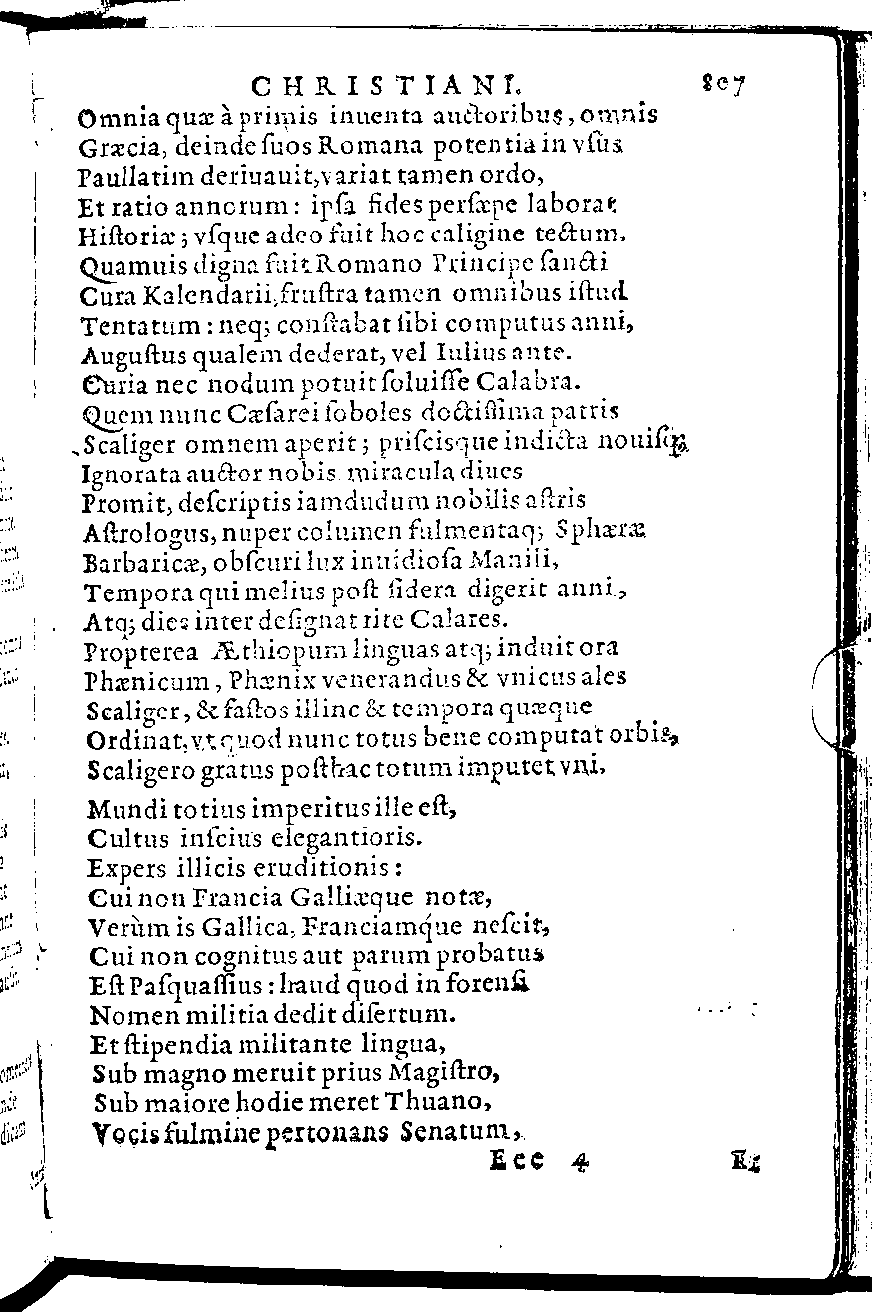 CHRISTIANI. 807
Omnia quæ à primis inuenta auctoribus, omnis
Græcia, deinde ſuos Romana potentia in vſus
Paullatim deriuauit, variat tamen ordo,
Et ratio annorum: ipſa fides perſæpe laborat
Hiſtoriæ; vſque adeo fuit hoc caligine tectum.
Quamuis digna fuit Romano Principe ſancti
Cura Kalendarii, fruſtra tamen omnibus iſtud
Tentatum: neq; conſtabat ſibi computus anni,
Auguſtus qualem dederat, vel Iulius ante.
Curia nec nodum potuit ſoluiſſe Calabra.
Quem nunc Cæſarei ſoboles doctiſſima patris
Scaliger omnem aperit; priſcisque indicta nouiſq;
Ignorata auctor nobis miracula diues
Promit, deſcriptis iamdudum nobilis aſtris
Aſtrologus, nuper columen fulmentaq; Sphæræ
Barbaricæ, obſcuri lux inuidioſa Manili,
Tempora qui melius poſt ſidera digerit anni,
Atq; dies inter deſignat rite Calares.
Propterea Æthiopum linguas atq; induit ora
Phænicum, Phænix venerandus & vnicus ales
Scaliger, & faſtos illinc & tempora quæque
Ordinat, vt quod nunc totus bene computat orbis,
Scaligero gratus poſthac totum imputet vni.
Mundi totius imperitus ille eſt,
Cultus inſcius elegantioris.
Expers illicis eruditionis:
Cui non Francia Galliæque notæ,
Verùm is Gallica, Franciamq́ue neſcit,
Cui non cognitus aut parum probatus
Eſt Paſquaſſius: haud quod in forenſi
Nomen militia dedit diſertum.
Et ſtipendia militante lingua,
Sub magno meruit prius Magiſtro,
Sub maiore hodie meret Thuano,
Vocis fulmine pertonans Senatum,
Eee 4